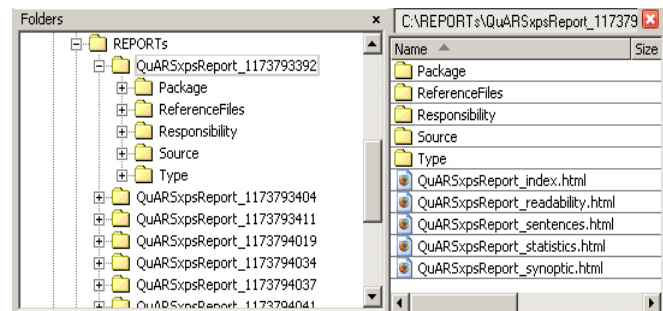 Folders
x
REPORTs
QuARSxpsReport_1173793392
Package
ReferenceFiles
Responsibility
Source
Type
QuARSxpsReport_1173793404
QuARSxpsReport_1173793411
QuARSxpsReport_1173794019
QuARSxpsReport_1173794034
QuARSxpsReport_1173794037
QuARSxpsReport_1173794041
C:\REPORTs\QuARSxpsReport_117379
Name Size
Package
ReferenceFiles
Responsibility
Source
Type
QuARSxpsReport_index.html
QuARSxpsReport_readability.html
QuARSxpsReport_sentences.html
QuARSxpsReport_statistics.html
QuARSxpsReport_synoptic.html